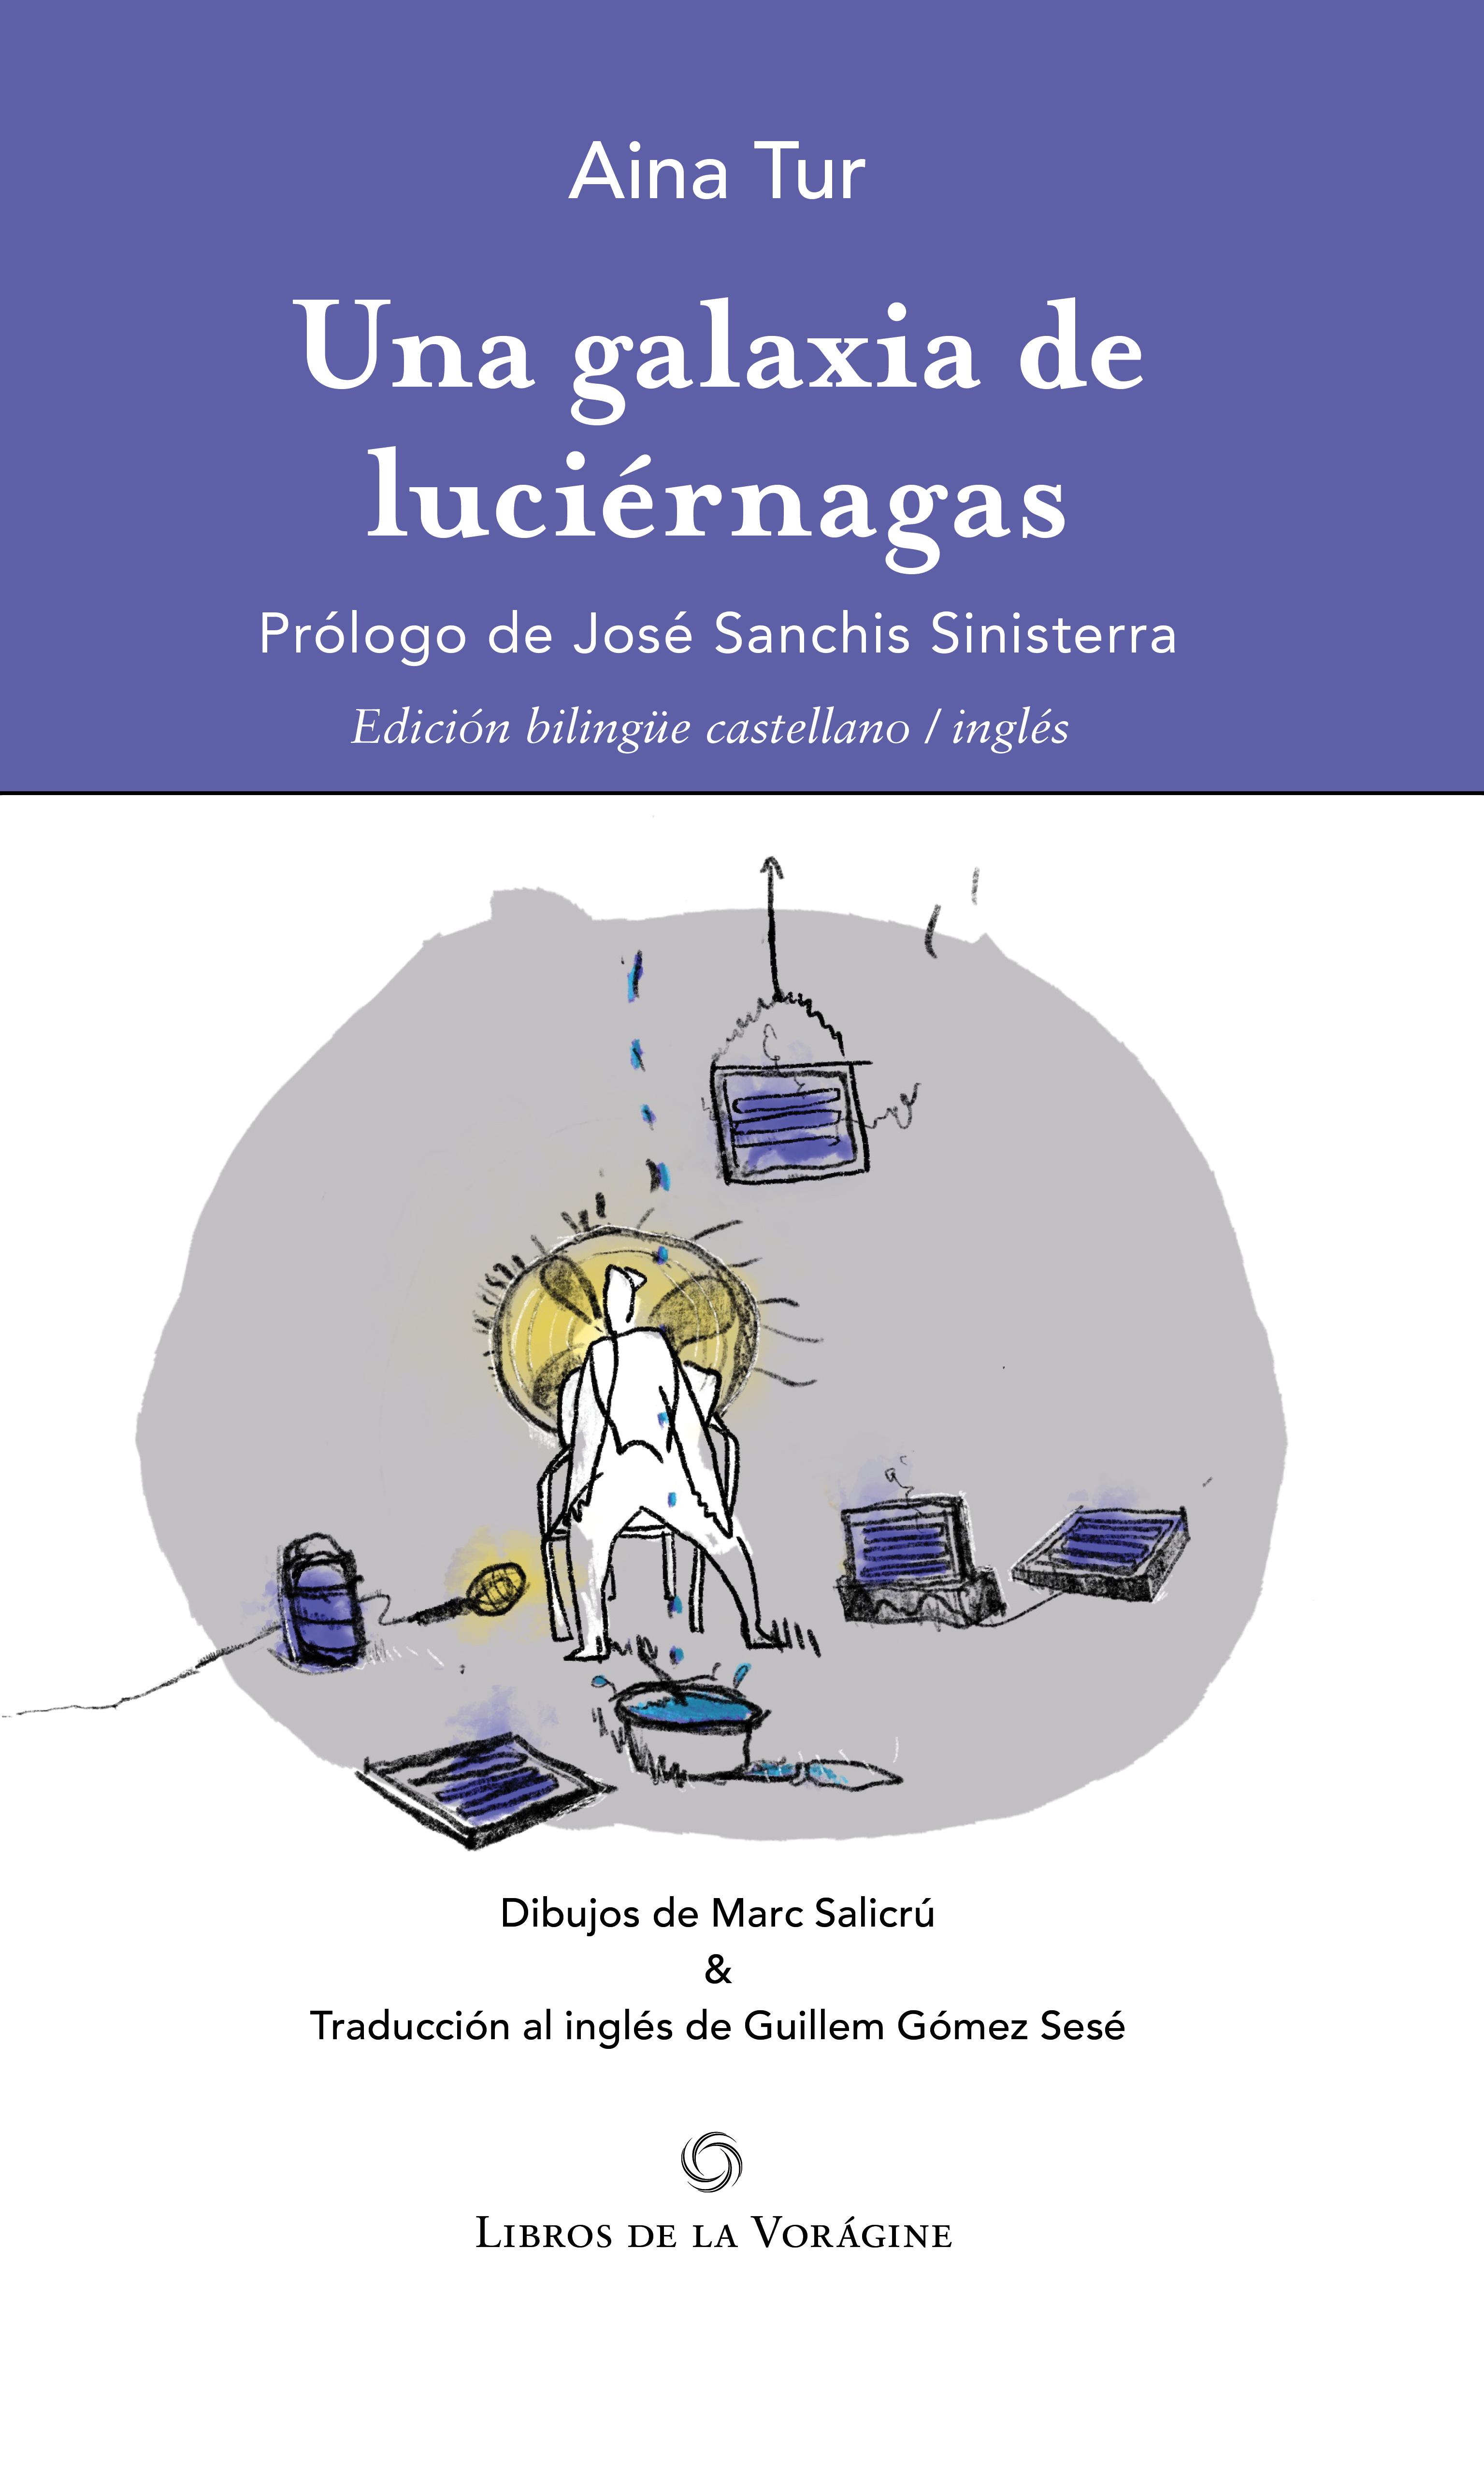 Aina Tur
Una galaxia de
luciérnagas
Prólogo de José Sanchis Sinisterra
Edición bilingüe castellano / inglés
Dibujos de Marc Salicrú
&
Traducción al inglés de Guillem Gómez Sesé
Libros de la Vorágine